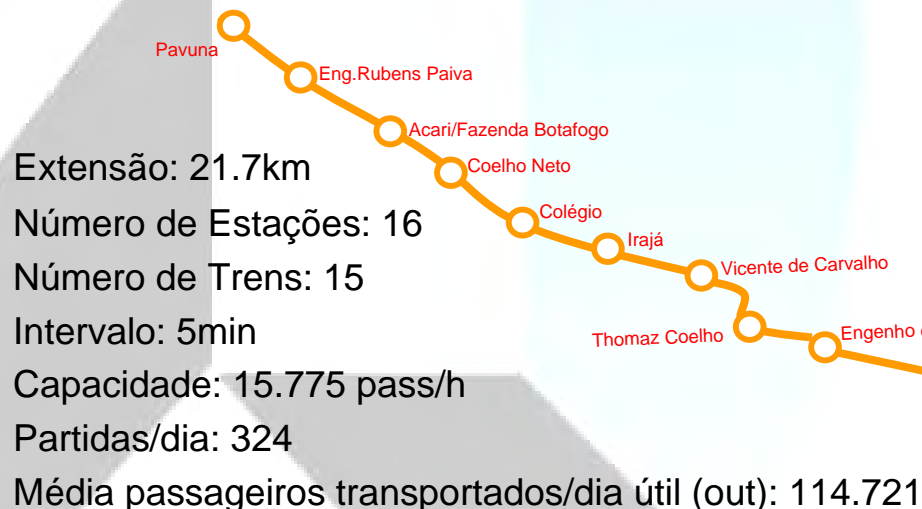 Pavuna
Eng.Rubens Paiva
Acari/Fazenda Botafogo
Coelho Neto
Colégio
Irajá
Vicente de Carvalho
Thomaz Coelho
Engenho
Extensão: 21.7km
Número de Estações: 16
Número de Trens: 15
Intervalo: 5min
Capacidade: 15.775 pass/h
Partidas/dia: 324
Média passageiros transportados/dia útil (out): 114.721